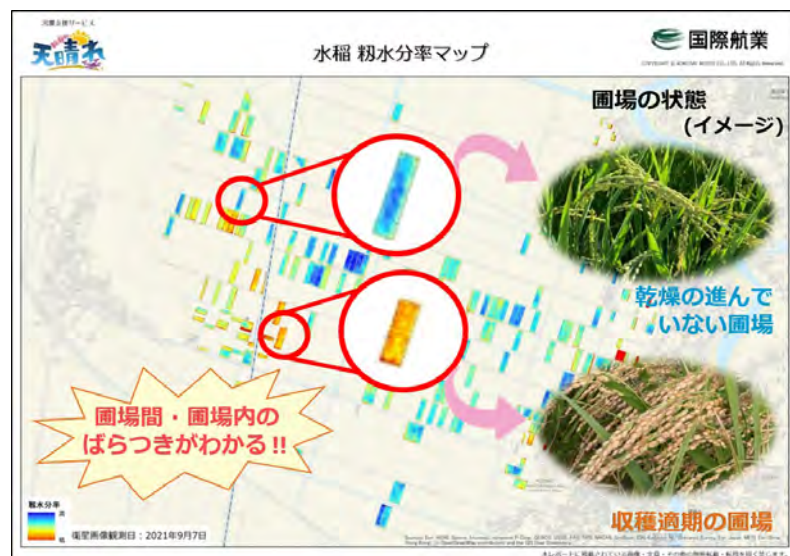 天晴れ
水稲 籾水分率マップ
国際航業
圃場の状態
(イメージ)
乾燥の進んで
いない圃場
圃場間・圃場内の
ばらつきがわかる!!
収穫適期の圃場
籾水分率
高
低
衛星画像観測日:2021年9月7日